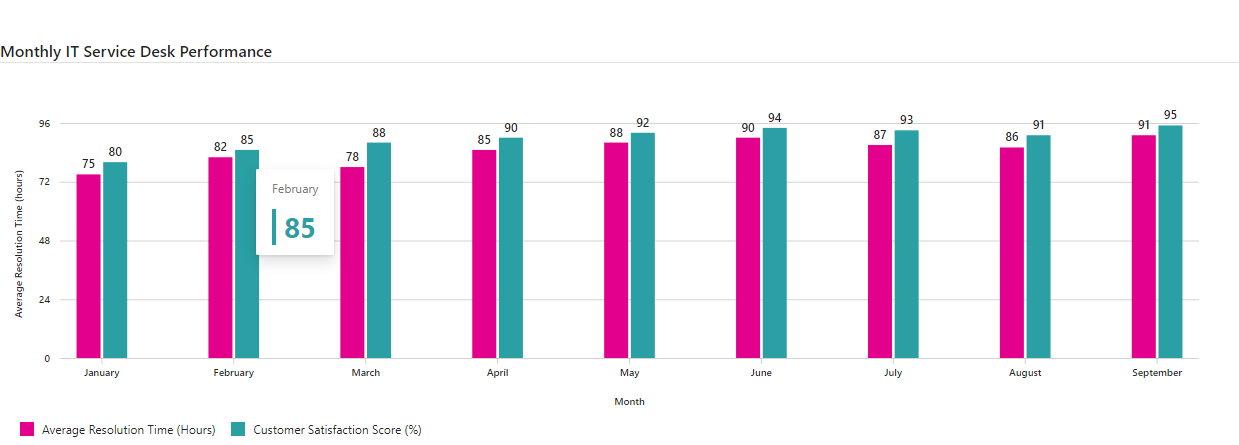 Monthly IT Service Desk Performance
Average Resolution Time (hours)
96
72
48
24
0
75 80
82 85
78 88
85 90
88 92
90 94
87 93
86 91
91 95
February
85
January February March April May June July August September
Month
Average Resolution Time (Hours) Customer Satisfaction Score (%)